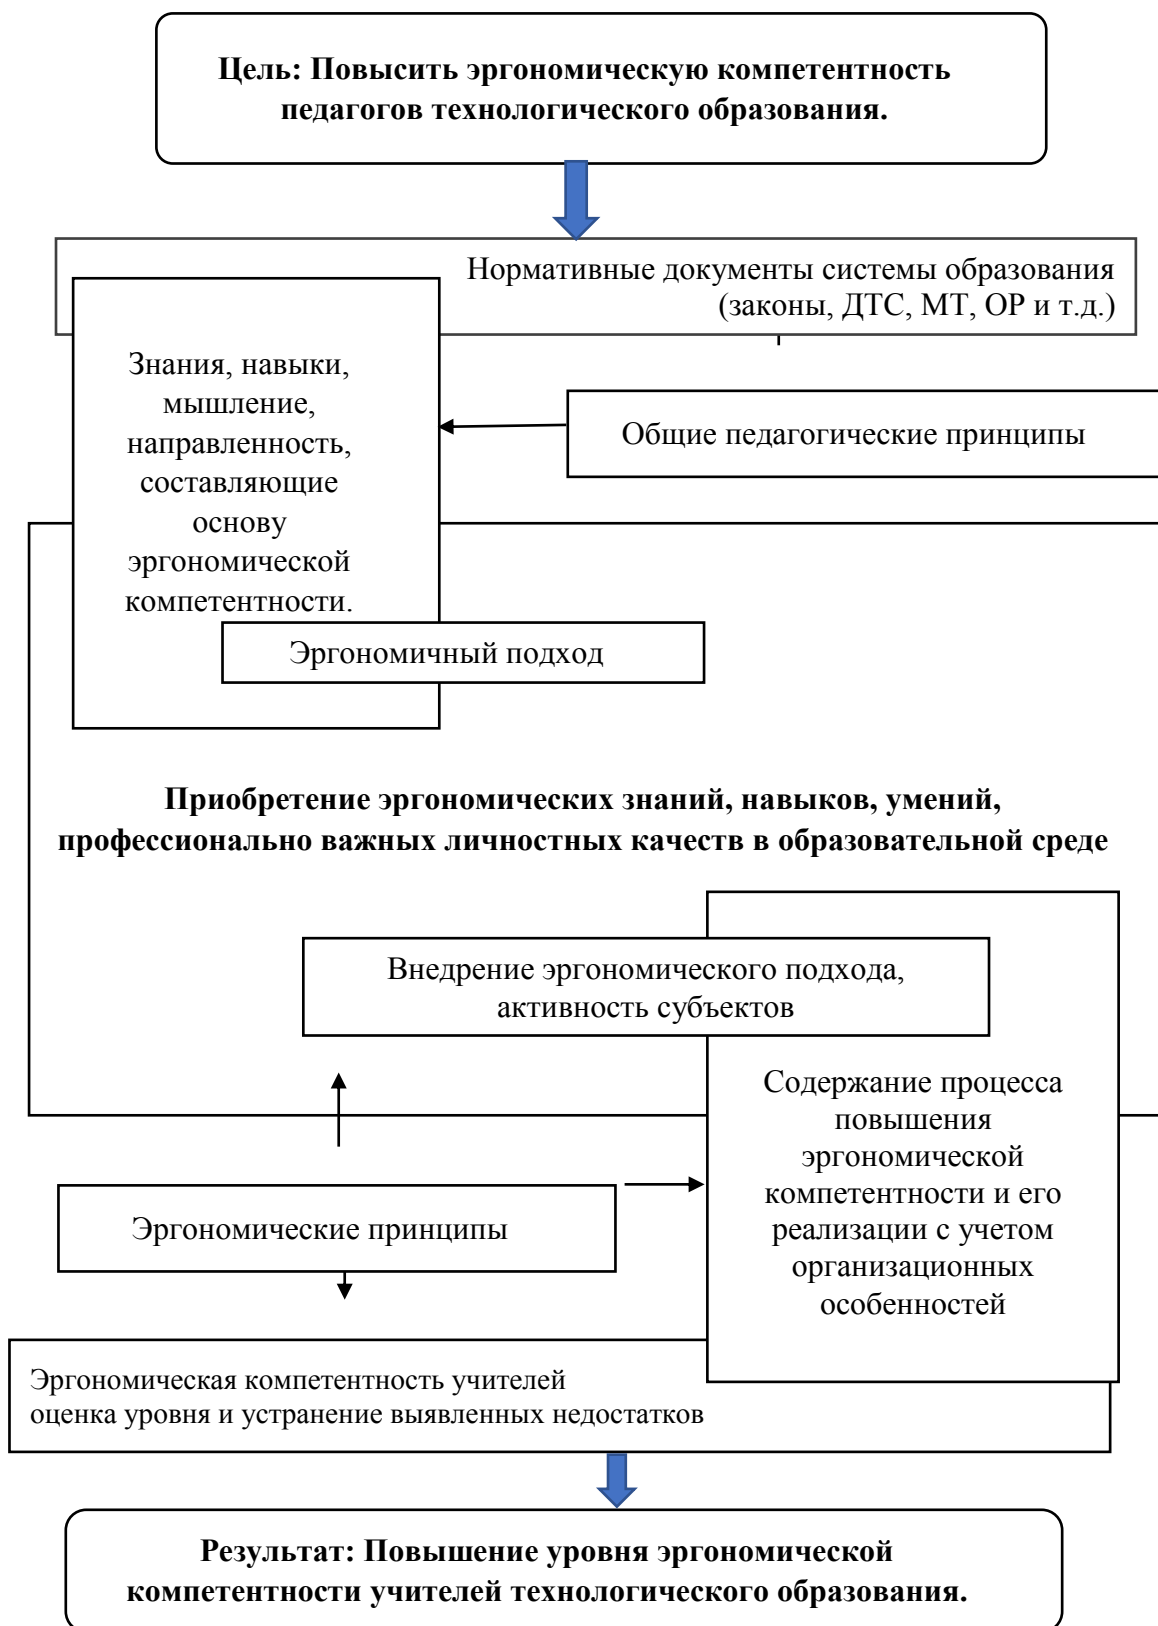 Цель: Повысить эргономическую компетентность
педагогов технологического образования.
Нормативные документы системы образования
(законы, ДТС, МТ, ОР и т.д.)
Знания, навыки,
мышление,
направленность,
составляющие
основу
эргономической
компетентности.
Общие педагогические принципы
Эргономичный подход
Приобретение эргономических знаний, навыков, умений,
профессионально важных личностных качеств в образовательной среде
Внедрение эргономического подхода,
активность субъектов
Содержание процесса
повышения
эргономической
компетентности и его
реализации с учетом
организационных
особенностей
Эргономические принципы
Эргономическая компетентность учителей
оценка уровня и устранение выявленных недостатков
Результат: Повышение уровня эргономической
компетентности учителей технологического образования.